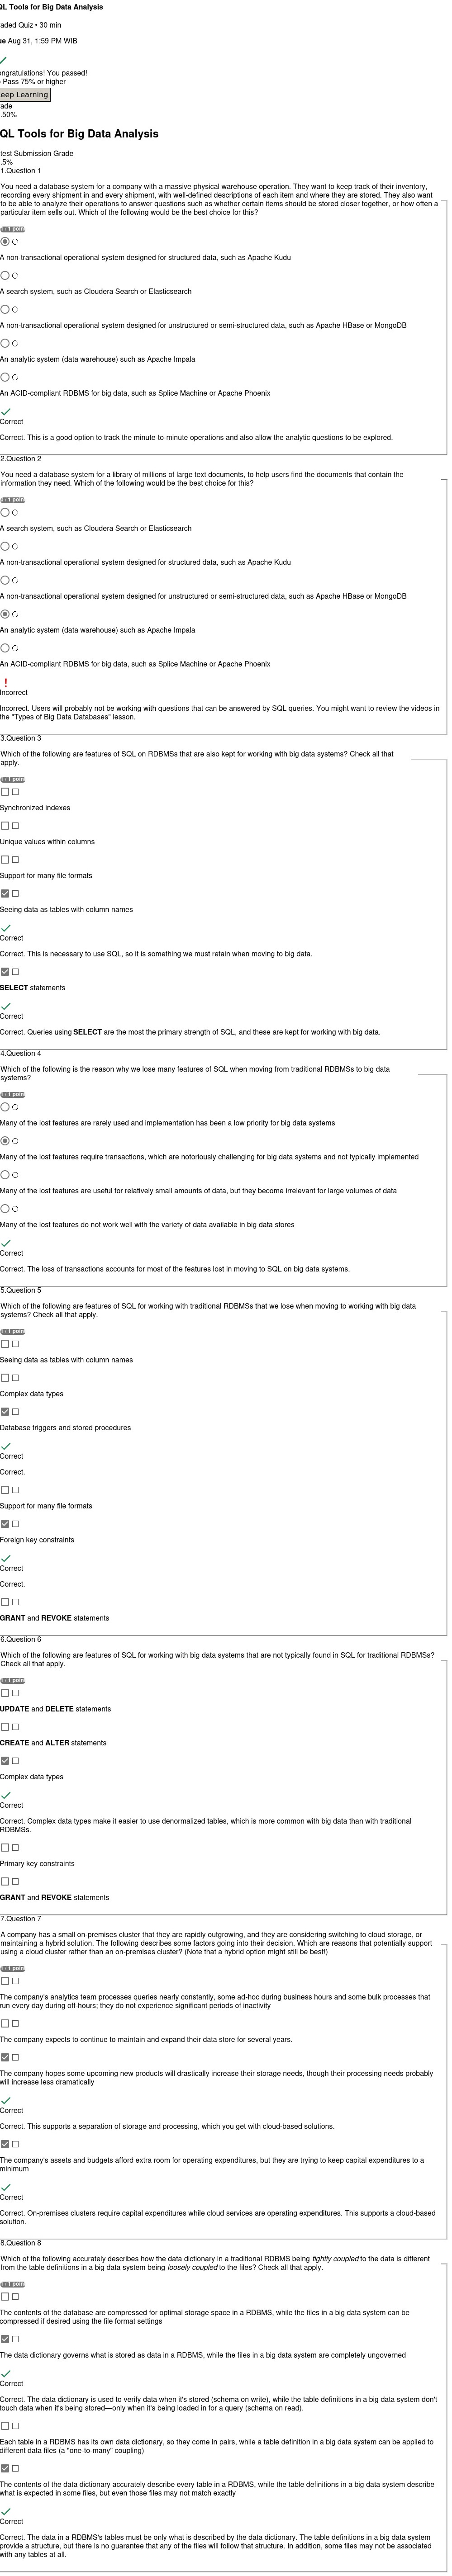 QL Tools for Big Data Analysis
aded Quiz • 30 min
ue Aug 31, 1:59 PM WIB
ongratulations! You passed!
Pass 75% or higher
eep Learning
ade
.50%
QL Tools for Big Data Analysis
test Submission Grade
.5%
1.Question 1
You need a database system for a company with a massive physical warehouse operation. They want to keep track of their inventory,
recording every shipment in and every shipment, with well-defined descriptions of each item and where they are stored. They also want
to be able to analyze their operations to answer questions such as whether certain items should be stored closer together, or how often a
particular item sells out. Which of the following would be the best choice for this?
1 / 1 point
A non-transactional operational system designed for structured data, such as Apache Kudu
A search system, such as Cloudera Search or Elasticsearch
A non-transactional operational system designed for unstructured or semi-structured data, such as Apache HBase or MongoDB
An analytic system (data warehouse) such as Apache Impala
An ACID-compliant RDBMS for big data, such as Splice Machine or Apache Phoenix
Correct
Correct. This is a good option to track the minute-to-minute operations and also allow the analytic questions to be explored.
2.Question 2
You need a database system for a library of millions of large text documents, to help users find the documents that contain the
information they need. Which of the following would be the best choice for this?
/ 1 point
A search system, such as Cloudera Search or Elasticsearch
A non-transactional operational system designed for structured data, such as Apache Kudu
A non-transactional operational system designed for unstructured or semi-structured data, such as Apache HBase or MongoDB
An analytic system (data warehouse) such as Apache Impala
An ACID-compliant RDBMS for big data, such as Splice Machine or Apache Phoenix
Incorrect
Incorrect. Users will probably not be working with questions that can be answered by SQL queries. You might want to review the videos in
the "Types of Big Data Databases" lesson.
3.Question 3
Which of the following are features of SQL on RDBMSs that are also kept for working with big data systems? Check all that
apply.
/ 1 point
Synchronized indexes
Unique values within columns
Support for many file formats
Seeing data as tables with column names
Correct
Correct. This is necessary to use SQL, so it is something we must retain when moving to big data.
SELECT statements
Correct
Correct. Queries using SELECT are the most the primary strength of SQL, and these are kept for working with big data.
4.Question 4
Which of the following is the reason why we lose many features of SQL when moving from traditional RDBMSs to big data
systems?
/ 1 point
Many of the lost features are rarely used and implementation has been a low priority for big data systems
Many of the lost features require transactions, which are notoriously challenging for big data systems and not typically implemented
Many of the lost features are useful for relatively small amounts of data, but they become irrelevant for large volumes of data
Many of the lost features do not work well with the variety of data available in big data stores
Correct
Correct. The loss of transactions accounts for most of the features lost in moving to SQL on big data systems.
5.Question 5
Which of the following are features of SQL for working with traditional RDBMSs that we lose when moving to working with big data
systems? Check all that apply.
/ 1 point
Seeing data as tables with column names
Complex data types
Database triggers and stored procedures
Correct
Correct.
Support for many file formats
Foreign key constraints
Correct
Correct.
GRANT and REVOKE statements
6.Question 6
Which of the following are features of SQL for working with big data systems that are not typically found in SQL for traditional RDBMSs?
Check all that apply.
/ 1 point
UPDATE and DELETE statements
CREATE and ALTER statements
Complex data types
Correct
Correct. Complex data types make it easier to use denormalized tables, which is more common with big data than with traditional
RDBMSs.
Primary key constraints
GRANT and REVOKE statements
7.Question 7
A company has a small on-premises cluster that they are rapidly outgrowing, and they are considering switching to cloud storage, or
maintaining a hybrid solution. The following describes some factors going into their decision. Which are reasons that potentially support
using a cloud cluster rather than an on-premises cluster? (Note that a hybrid option might still be best!)
/ 1 point
The company's analytics team processes queries nearly constantly, some ad-hoc during business hours and some bulk processes that
run every day during off-hours; they do not experience significant periods of inactivity
The company expects to continue to maintain and expand their data store for several years.
The company hopes some upcoming new products will drastically increase their storage needs, though their processing needs probably
will increase less dramatically
Correct
Correct. This supports a separation of storage and processing, which you get with cloud-based solutions.
The company's assets and budgets afford extra room for operating expenditures, but they are trying to keep capital expenditures to a
minimum
Correct
Correct. On-premises clusters require capital expenditures while cloud services are operating expenditures. This supports a cloud-based
solution.
8.Question 8
Which of the following accurately describes how the data dictionary in a traditional RDBMS being tightly coupled to the data is different
from the table definitions in a big data system being loosely coupled to the files? Check all that apply.
/ 1 point
The contents of the database are compressed for optimal storage space in a RDBMS, while the files in a big data system can be
compressed if desired using the file format settings
The data dictionary governs what is stored as data in a RDBMS, while the files in a big data system are completely ungoverned
Correct
Correct. The data dictionary is used to verify data when it's stored (schema on write), while the table definitions in a big data system don't
touch data when it's being stored—only when it's being loaded in for a query (schema on read).
Each table in a RDBMS has its own data dictionary, so they come in pairs, while a table definition in a big data system can be applied to
different data files (a "one-to-many" coupling)
The contents of the data dictionary accurately describe every table in a RDBMS, while the table definitions in a big data system describe
what is expected in some files, but even those files may not match exactly
Correct
Correct. The data in a RDBMS's tables must be only what is described by the data dictionary. The table definitions in a big data system
provide a structure, but there is no guarantee that any of the files will follow that structure. In addition, some files may not be associated
with any tables at all.